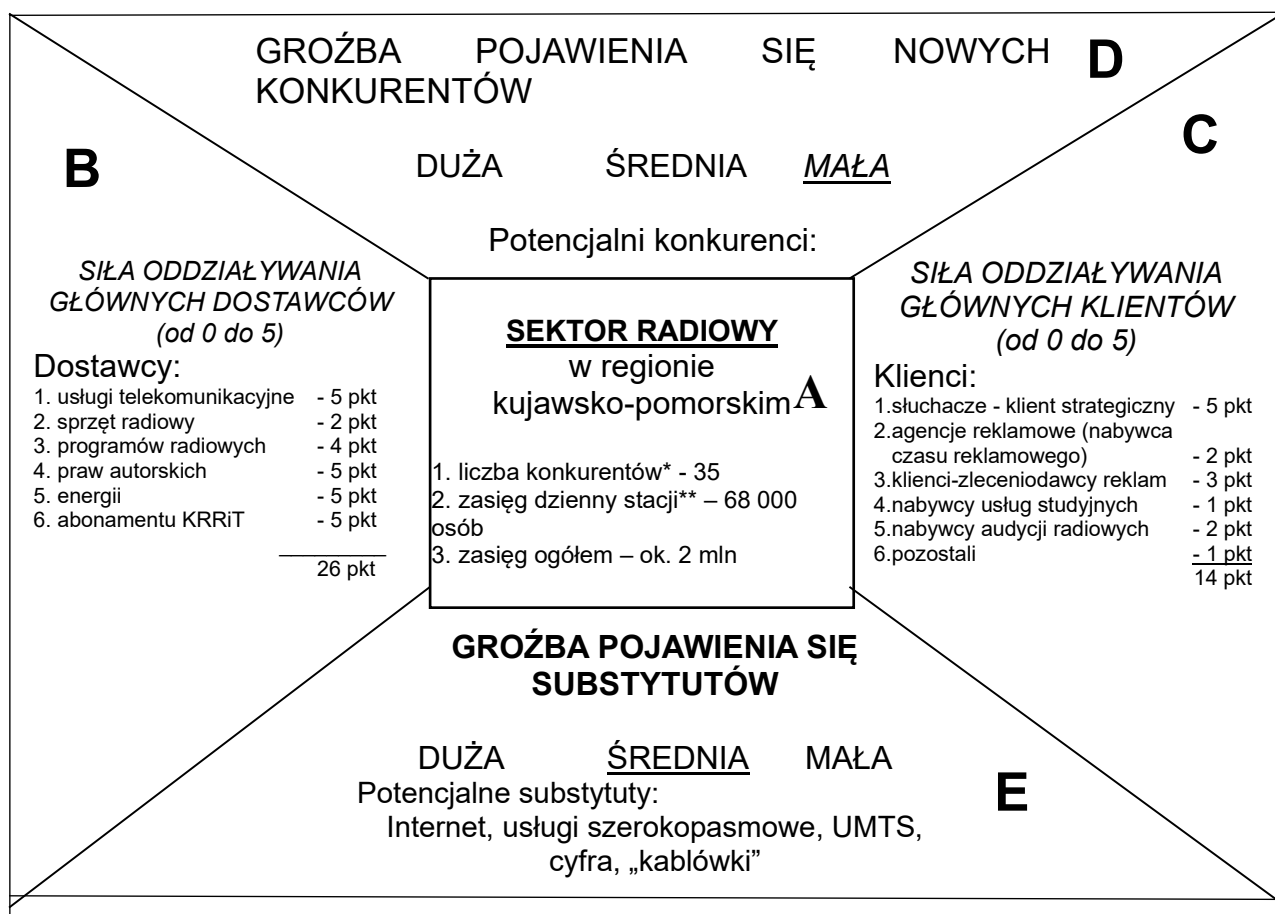 GROŹBA POJAWIENIA SIĘ NOWYCH
KONKURENTÓW
D
C
B
DUŻA ŚREDNIA MAŁA
Potencjalni konkurenci:
SIŁA ODDZIAŁYWANIA
GŁÓWNYCH DOSTAWCÓW
(od 0 do 5)
Dostawcy:
1. usługi telekomunikacyjne - 5 pkt
2. sprzęt radiowy - 2 pkt
3. programów radiowych - 4 pkt
4. praw autorskich - 5 pkt
5. energii - 5 pkt
6. abonamentu KRRiT - 5 pkt
26 pkt
SEKTOR RADIOWY
w regionie
kujawsko-pomorskim A
1. liczba konkurentów* - 35
2. zasięg dzienny stacji** – 68 000
osób
3. zasięg ogółem – ok. 2 mln
SIŁA ODDZIAŁYWANIA
GŁÓWNYCH KLIENTÓW
(od 0 do 5)
Klienci:
1.słuchacze - klient strategiczny - 5 pkt
2.agencje reklamowe (nabywca
czasu reklamowego) - 2 pkt
3.klienci-zleceniodawcy reklam - 3 pkt
4.nabywcy usług studyjnych - 1 pkt
5.nabywcy audycji radiowych - 2 pkt
6.pozostali - 1 pkt
14 pkt
GROŹBA POJAWIENIA SIĘ
SUBSTYTUTÓW
DUŻA ŚREDNIA MAŁA
E
Potencjalne substytuty:
Internet, usługi szerokopasmowe, UMTS,
cyfra, „kablówki”